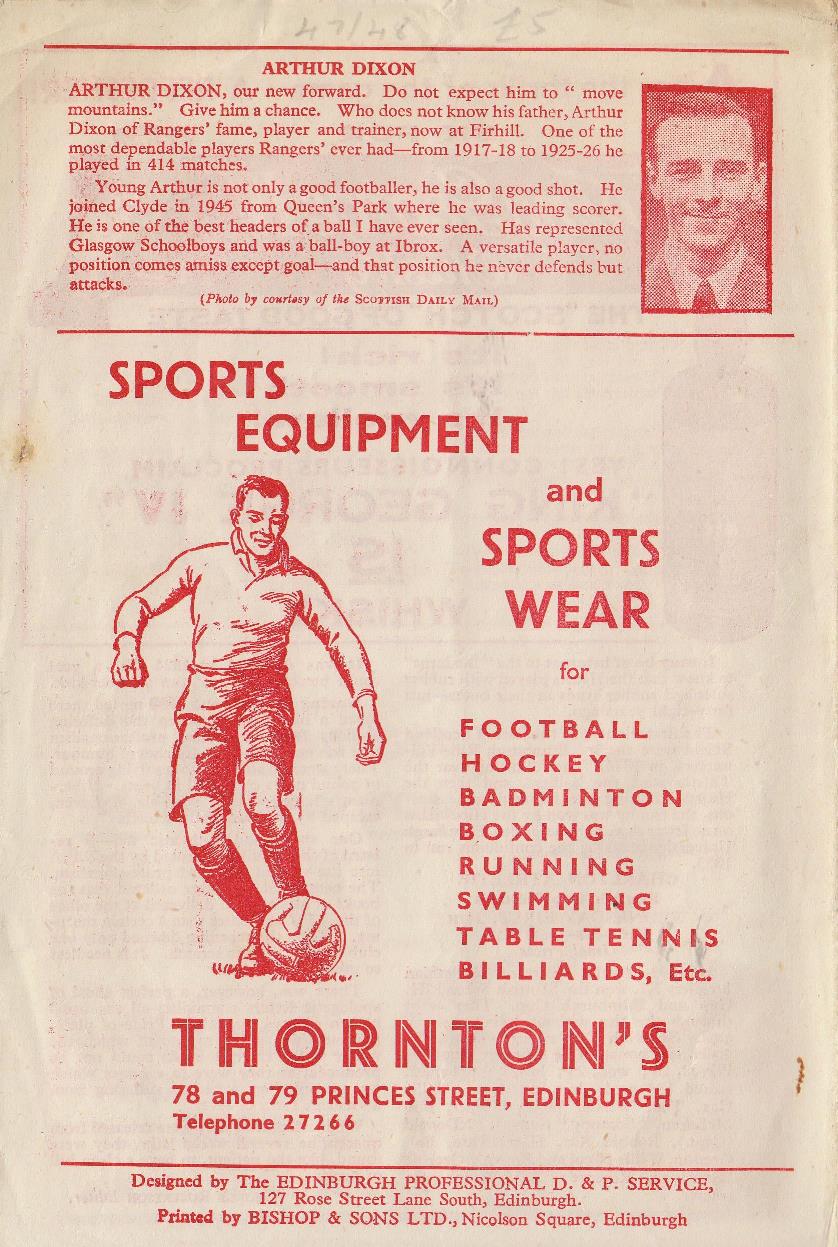 47/48 £5
ARTHUR DIXON
ARTHUR DIXON, our new forward. Do not expect him to “ move
mountains.” Give him a chance. Who does not know his father, Arthur
Dixon of Rangers’ fame, player and trainer, now at Firhill. One of the
most dependable players Rangers’ ever had—from 1917-18 to 1925-26 he
played in 414 matches.
Young Arthur is not only a good footballer, he is also a good shot. He
joined Clyde in 1945 from Queen’s Park where he was leading scorer.
He is one of the best headers of a ball I have ever seen. Has represented
Glasgow Schoolboys and was a ball-boy at Ibrox. A versatile player, no
position comes amiss except goal—and that position he never defends but
attacks.
(Photo by courtesy of the SCOTTISH DAILY MAIL)
SPORTS
EQUIPMENT
and
SPORTS
WEAR
for
FOOTBALL
HOCKEY
BADMINTON
BOXING
RUNNING
SWIMMING
TABLE TENNIS
BILLIARDS, Etc.
THORNTON’S
78 and 79 PRINCES STREET, EDINBURGH
Telephone 27266
Designed by The EDINBURGH PROFESSIONAL D. & P. SERVICE,
127 Rose Street Lane South, Edinburgh.
Printed by BISHOP & SONS LTD., Nicolson Square, Edinburgh